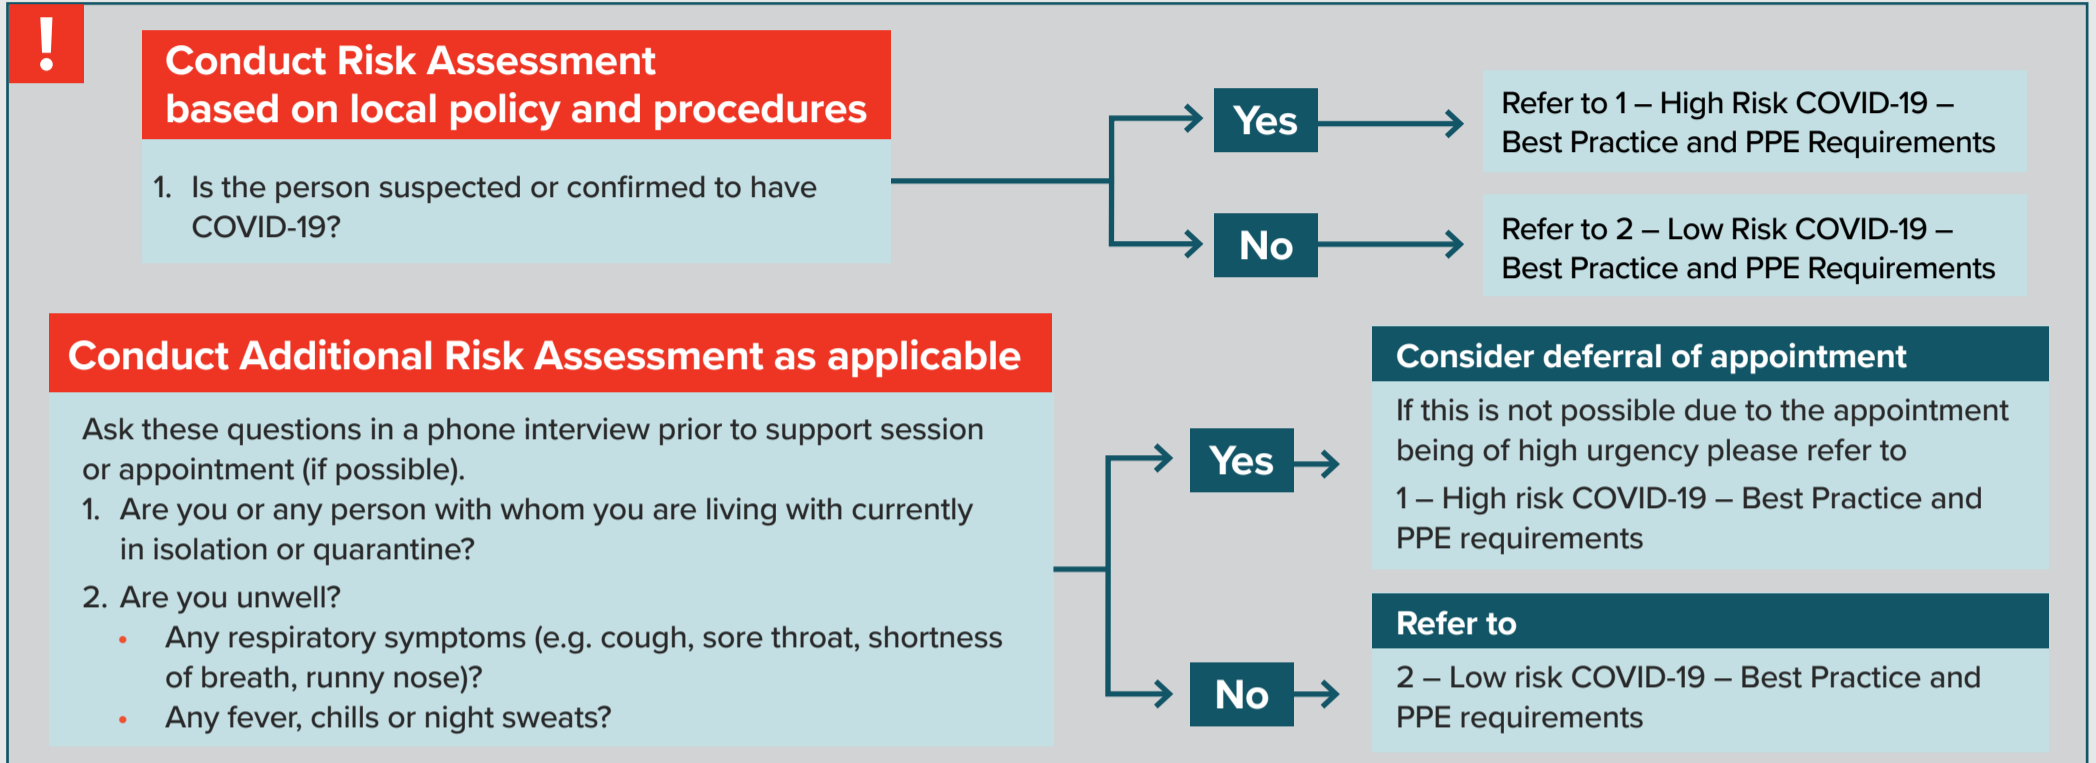 !
Conduct Risk Assessment
based on local policy and procedures
1. Is the person suspected or confirmed to have
COVID-19?
Yes
Refer to 1 – High Risk COVID-19 –
Best Practice and PPE Requirements
No
Refer to 2 – Low Risk COVID-19 –
Best Practice and PPE Requirements
Conduct Additional Risk Assessment as applicable
Ask these questions in a phone interview prior to support session
or appointment (if possible).
1. Are you or any person with whom you are living with currently
in isolation or quarantine?
2. Are you unwell?
• Any respiratory symptoms (e.g. cough, sore throat, shortness
of breath, runny nose)?
• Any fever, chills or night sweats?
Yes
Consider deferral of appointment
If this is not possible due to the appointment
being of high urgency please refer to
1 – High risk COVID-19 – Best Practice and
PPE requirements
No
Refer to
2 – Low risk COVID-19 – Best Practice and
PPE requirements